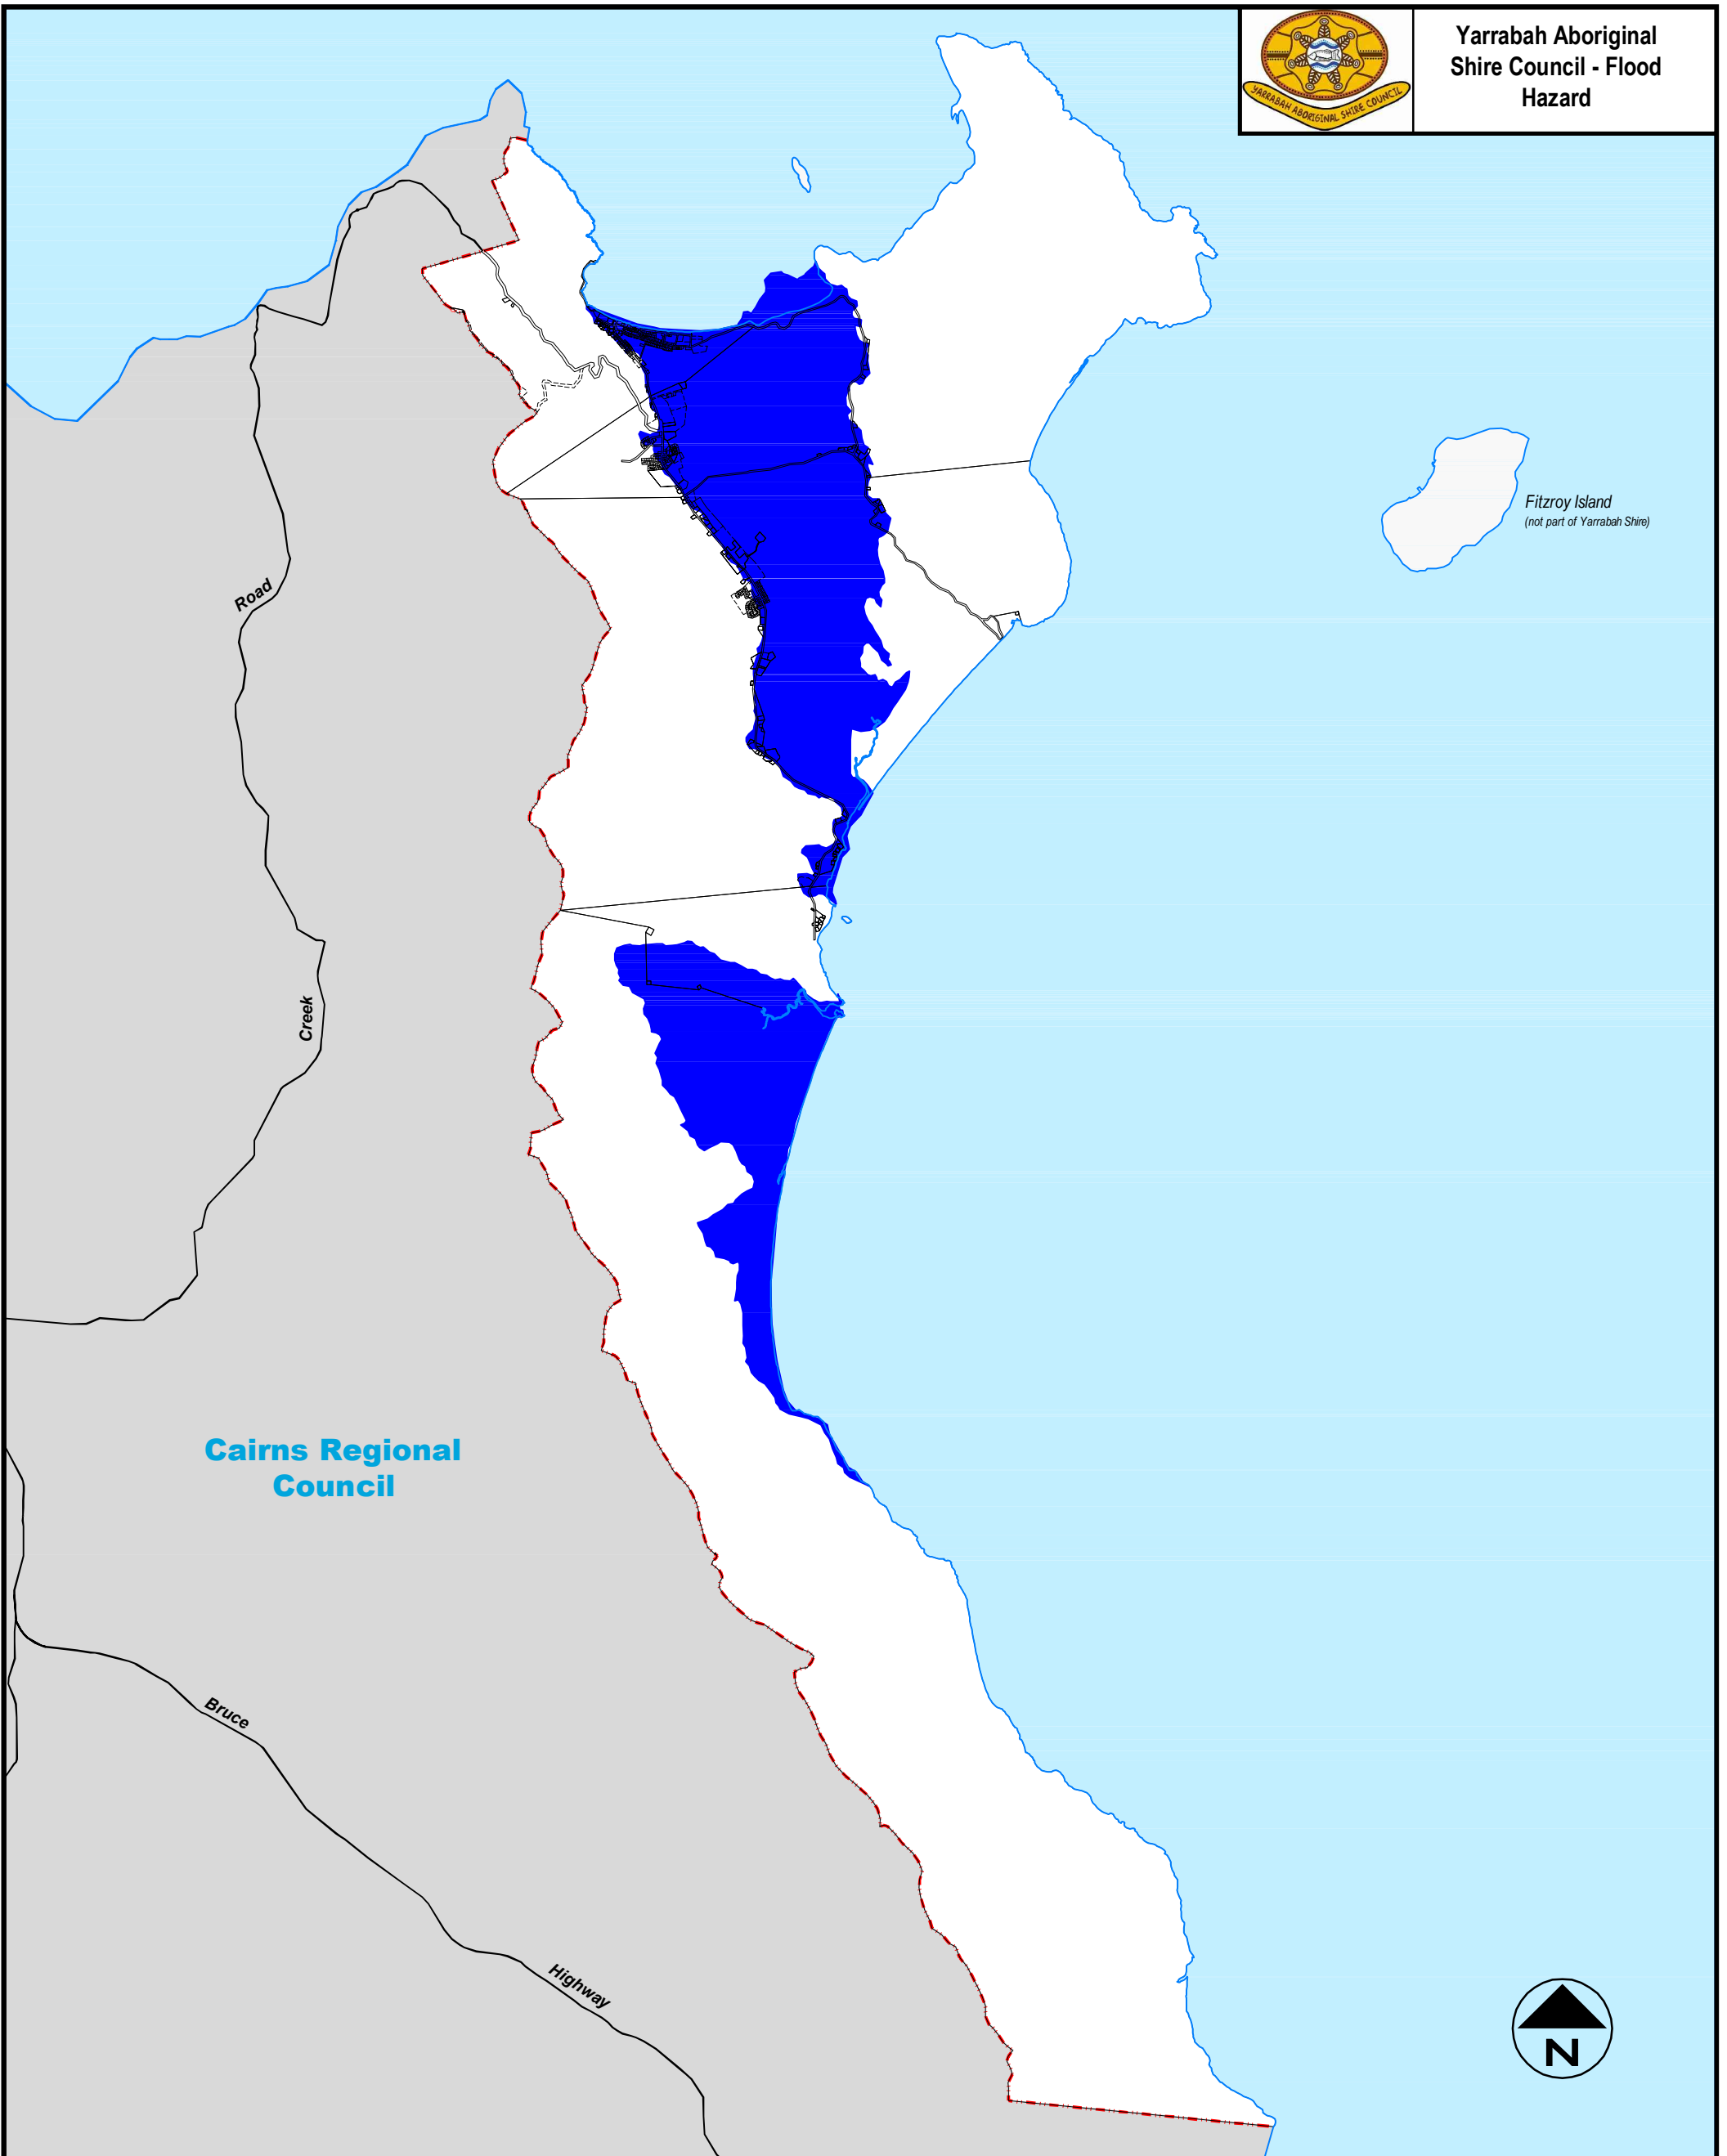 YARRABAH ABORIGINAL SHIRE COUNCIL
Yarrabah Aboriginal
Shire Council - Flood
Hazard
Fitzroy Island
(not part of Yarrabah Shire)
Road
Creek
Cairns Regional
Council
Bruce
Highway
N